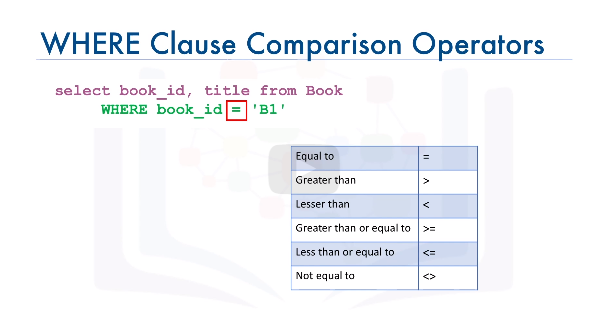 WHERE Clause Comparison Operators
select book_id, title from Book
WHERE book_id = 'B1'
Equal to =
Greater than >
Lesser than <
Greater than or equal to >=
Less than or equal to <=
Not equal to <>